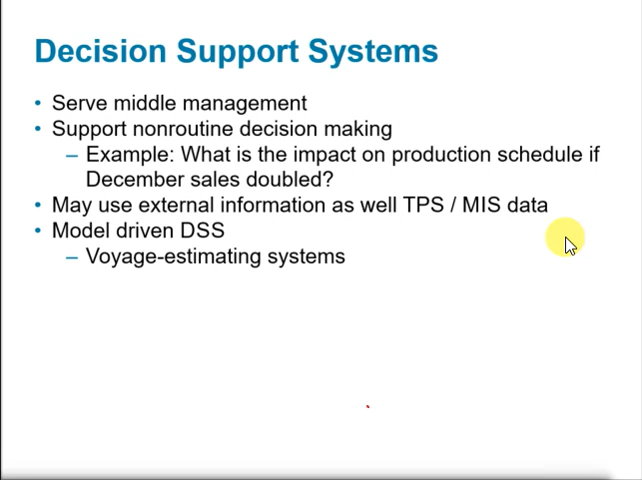 Decision Support Systems
• Serve middle management
• Support nonroutine decision making
– Example: What is the impact on production schedule if
December sales doubled?
• May use external information as well TPS / MIS data
• Model driven DSS
– Voyage-estimating systems